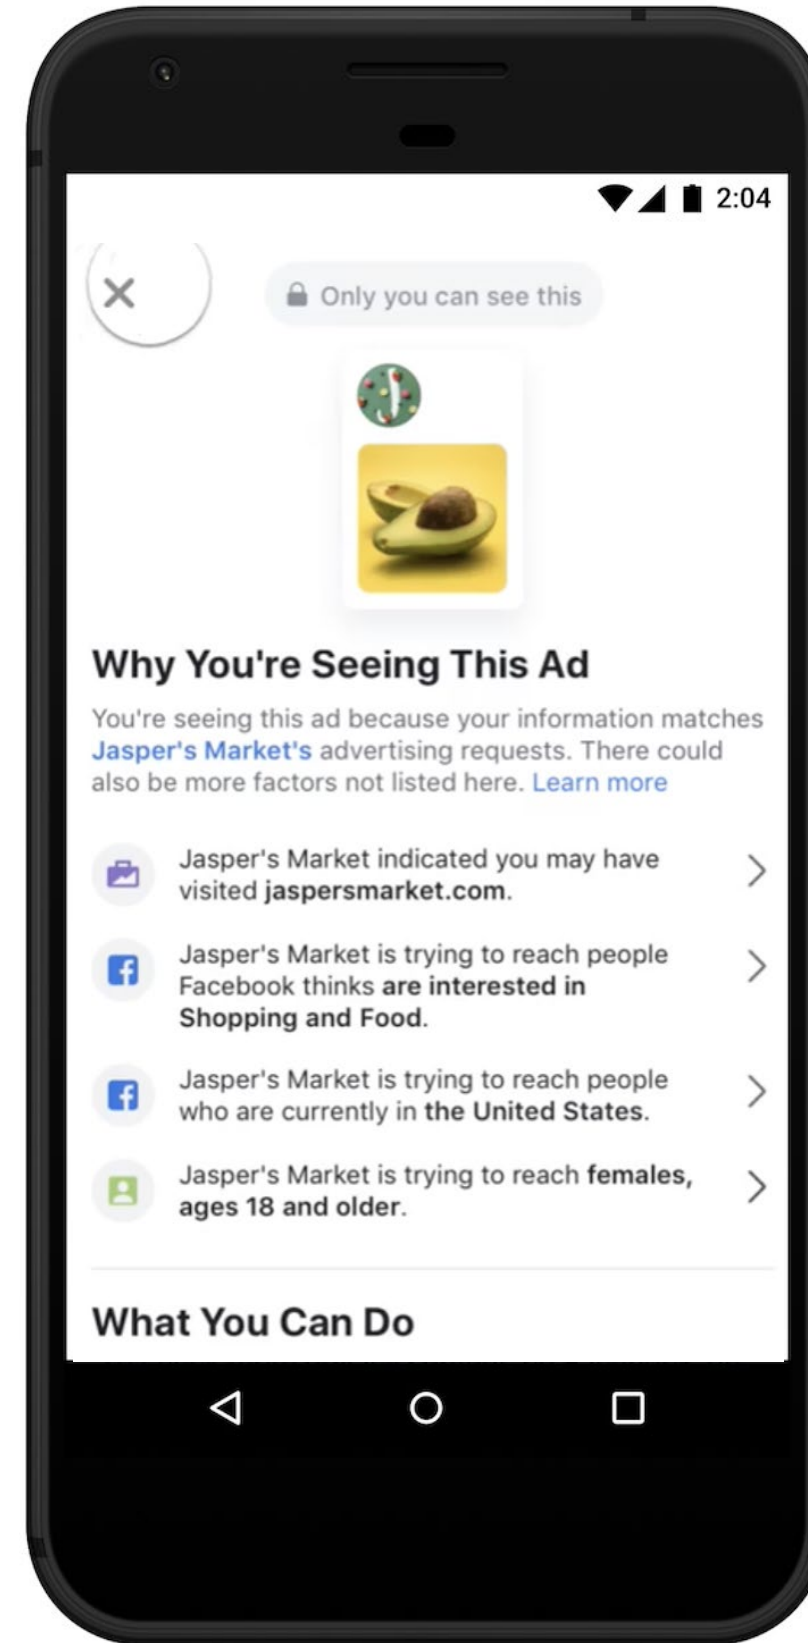 2:04
Only you can see this
J
Why You're Seeing This Ad
You're seeing this ad because your information matches
Jasper's Market's advertising requests. There could
also be more factors not listed here. Learn more
Jasper's Market indicated you may have
visited jaspersmarket.com.
Jasper's Market is trying to reach people
Facebook thinks are interested in
Shopping and Food.
Jasper's Market is trying to reach people
who are currently in the United States.
Jasper's Market is trying to reach females,
ages 18 and older.
What You Can Do